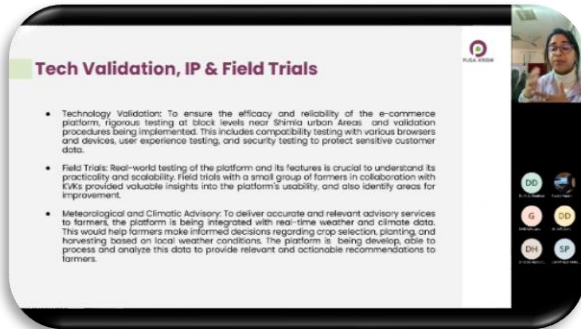 PUSA KRISHI
Tech Validation, IP & Field Trials
● Technology Validation: To ensure the efficacy and reliability of the e-commerce
platform, rigorous testing at block levels near Shimla urban Areas and validation
procedures being implemented. This includes compatibility testing with various browsers
and devices, user experience testing, and security testing to protect sensitive customer
data.
● Field Trials: Real-world testing of the platform and its features is crucial to understand its
practicality and scalability. Field trials with a small group of farmers in collaboration with
KVKs provided valuable insights into the platform's usability, and also identify areas for
improvement.
● Meteorological and Climatic Advisory: To deliver accurate and relevant advisory services
to farmers, the platform is being integrated with real-time weather and climate data.
This would help farmers make informed decisions regarding crop selection, planting, and
harvesting based on local weather conditions. The platform is being develop, able to
process and analyze this data to provide relevant and actionable recommendations to
farmers.
DD
G DD
DH SP